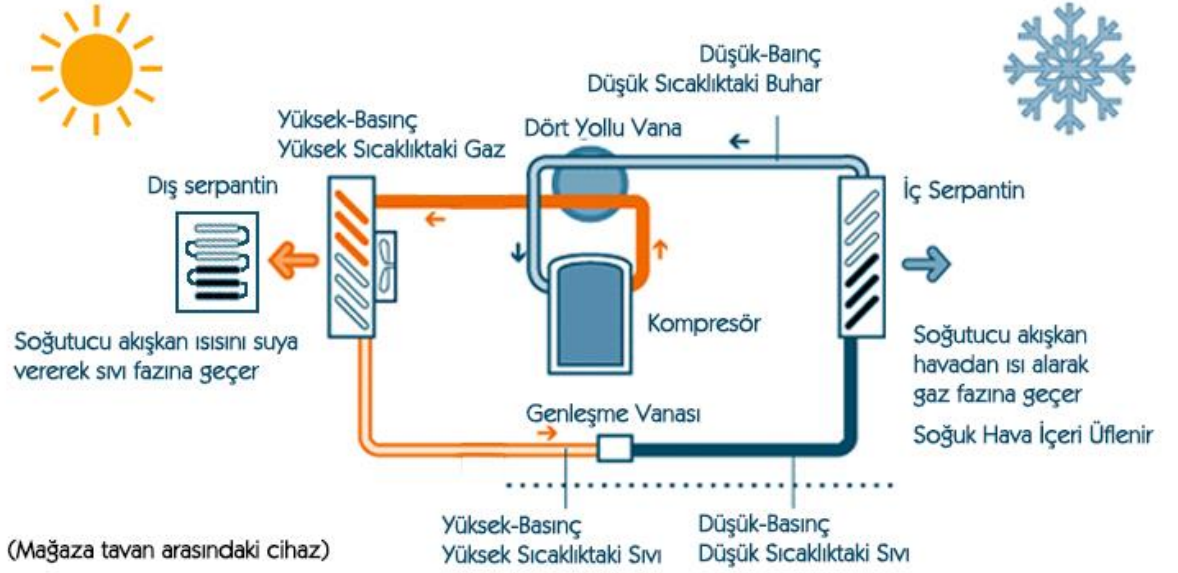 Düşük-Baınç
Düşük Sıcaklıktaki Buhar
Yüksek-Basınç
Yüksek Sıcaklıktaki Gaz
Dört Yollu Vana
Dış serpantin
İç Serpantin
Kompresör
Soğutucu akışkan ısısını suya
vererek sıvı fazına geçer
Soğutucu akışkan
havadan ısı alarak
gaz fazına geçer
Soğuk Hava İçeri Üflenir
Genleşme Vanası
Yüksek-Basınç
Yüksek Sıcaklıktaki Sıvı
Düşük-Basınç
Düşük Sıcaklıktaki Sıvı
(Mağaza tavan arasındaki cihaz)